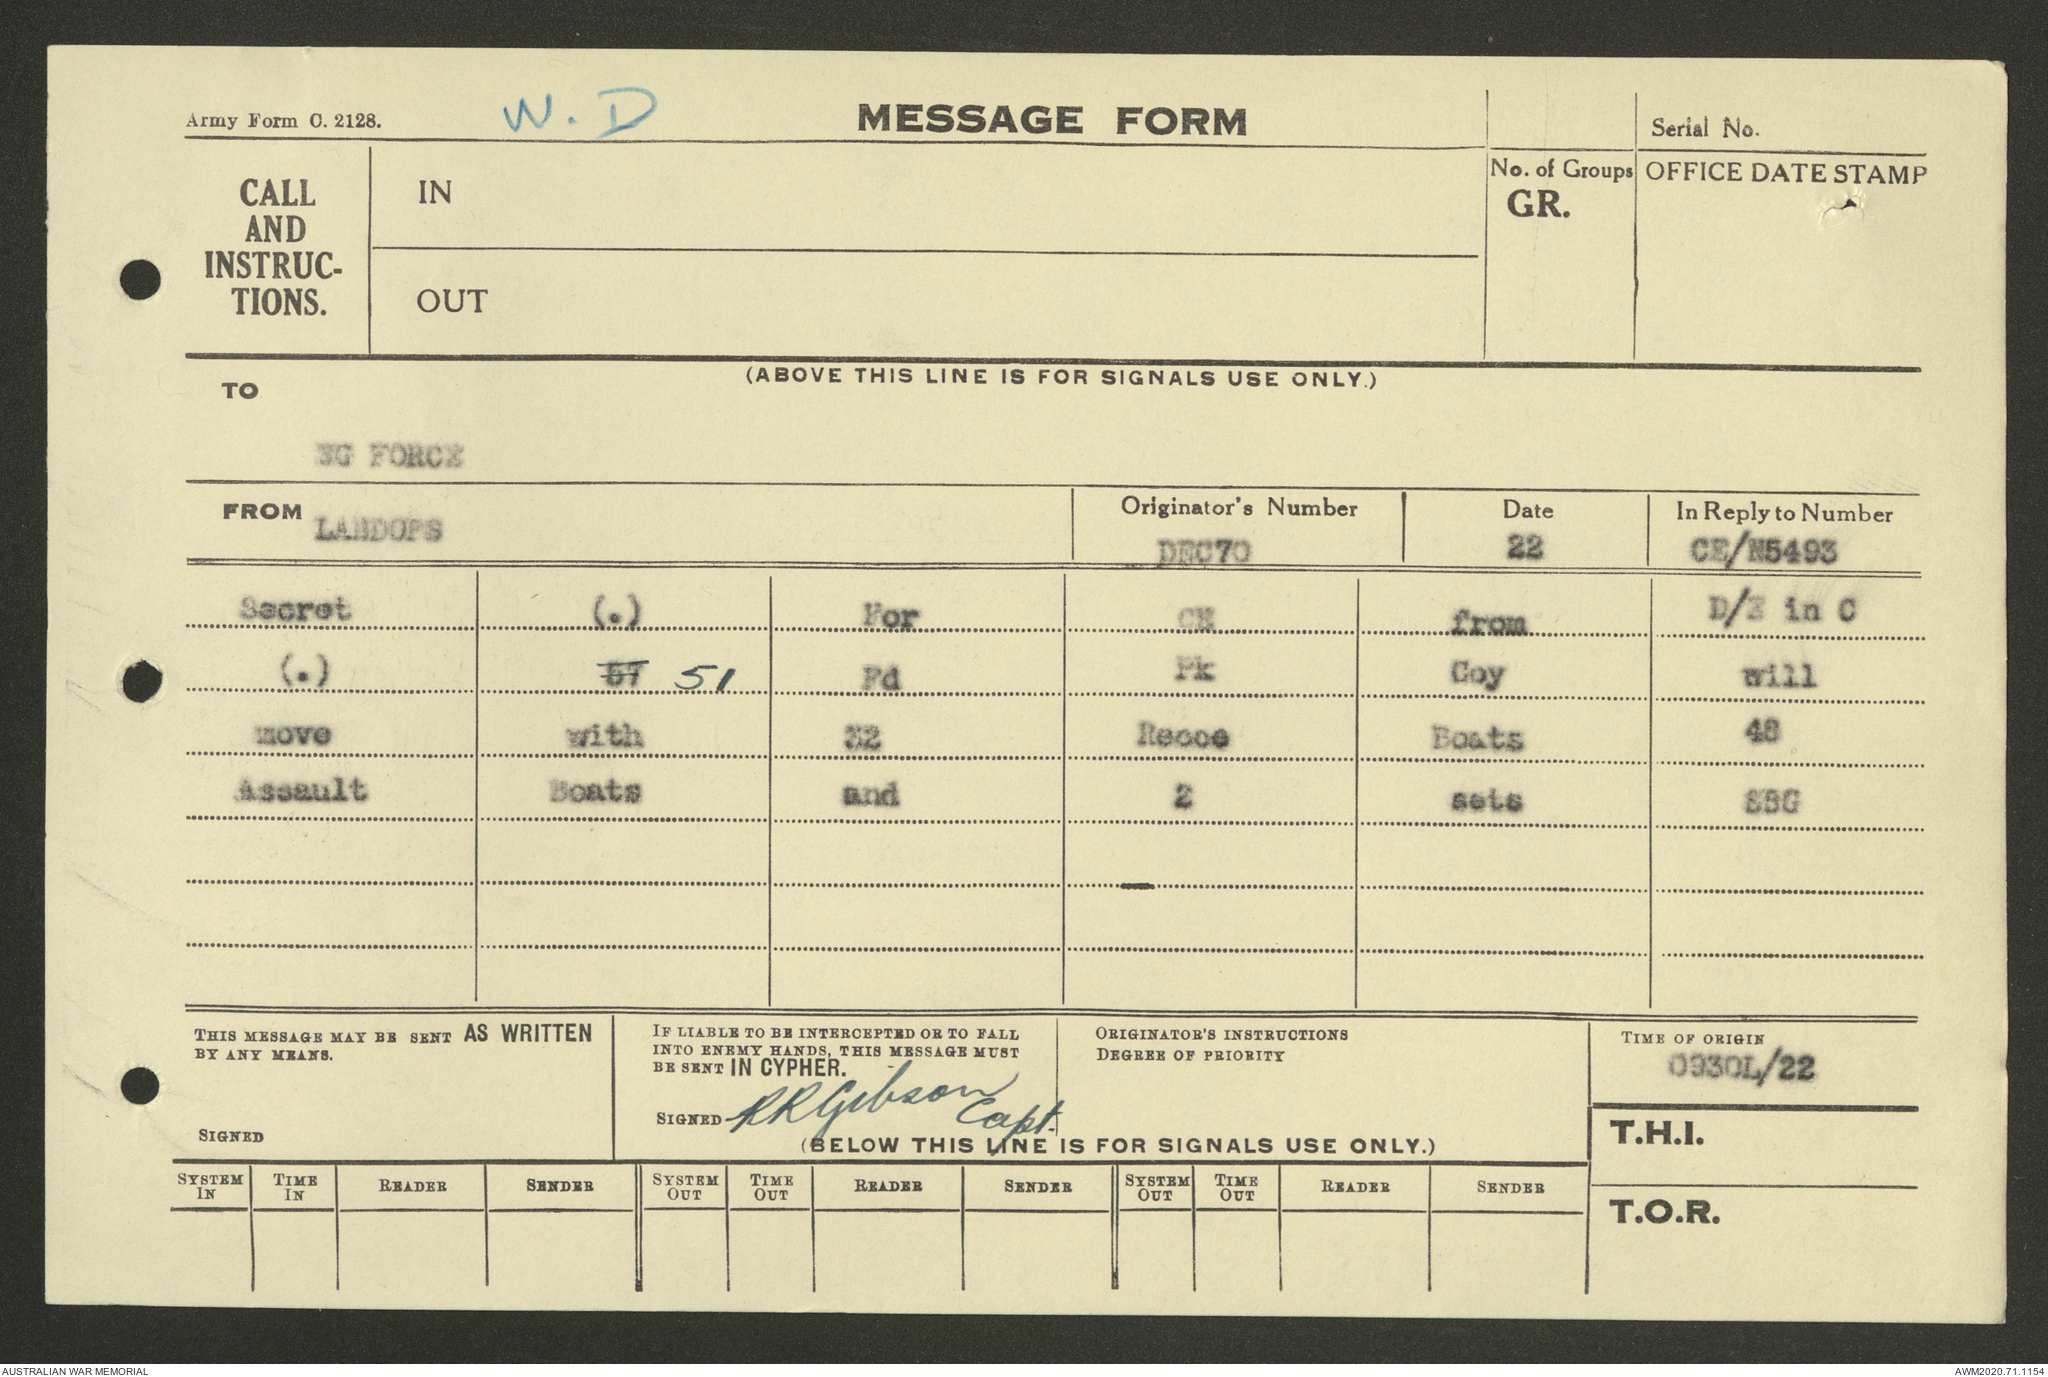 Army Form C. 2128.
W. D
MESSAGE FORM
Serial No.
CALL AND INSTRUC-TIONS.
IN
OUT
No. of Groups
GR.
OFFICE DATE STAMP
(ABOVE THIS LINE IS FOR SIGNALS USE ONLY.)
TO
NG FORCE
FROM LANDOPS
Originator's Number
DEC70
Date
22
In Reply to Number
CE/N5493
Secret (.) For CE from D/E in C
(.) 57 51 Fd Pk Coy will
move with 32 Recce Boats 48
Assault Boats and 2 sets SBG
THIS MESSAGE MAY BE SENT AS WRITTEN
BY ANY MEANS.
SIGNED
IF LIABLE TO BE INTERCEPTED OR TO FALL
INTO ENEMY HANDS, THIS MESSAGE MUST
BE SENT IN CYPHER.
SIGNED RRGibson Capt.
ORIGINATOR'S INSTRUCTIONS
DEGREE OF PRIORITY
TIME OF ORIGIN
0930L/22
T.H.I.
T.O.R.
(BELOW THIS LINE IS FOR SIGNALS USE ONLY.)
SYSTEM IN TIME IN READER SENDER SYSTEM OUT TIME OUT READER SENDER SYSTEM OUT TIME OUT READER SENDER
AUSTRALIAN WAR MEMORIAL
AWM2020.71.1154